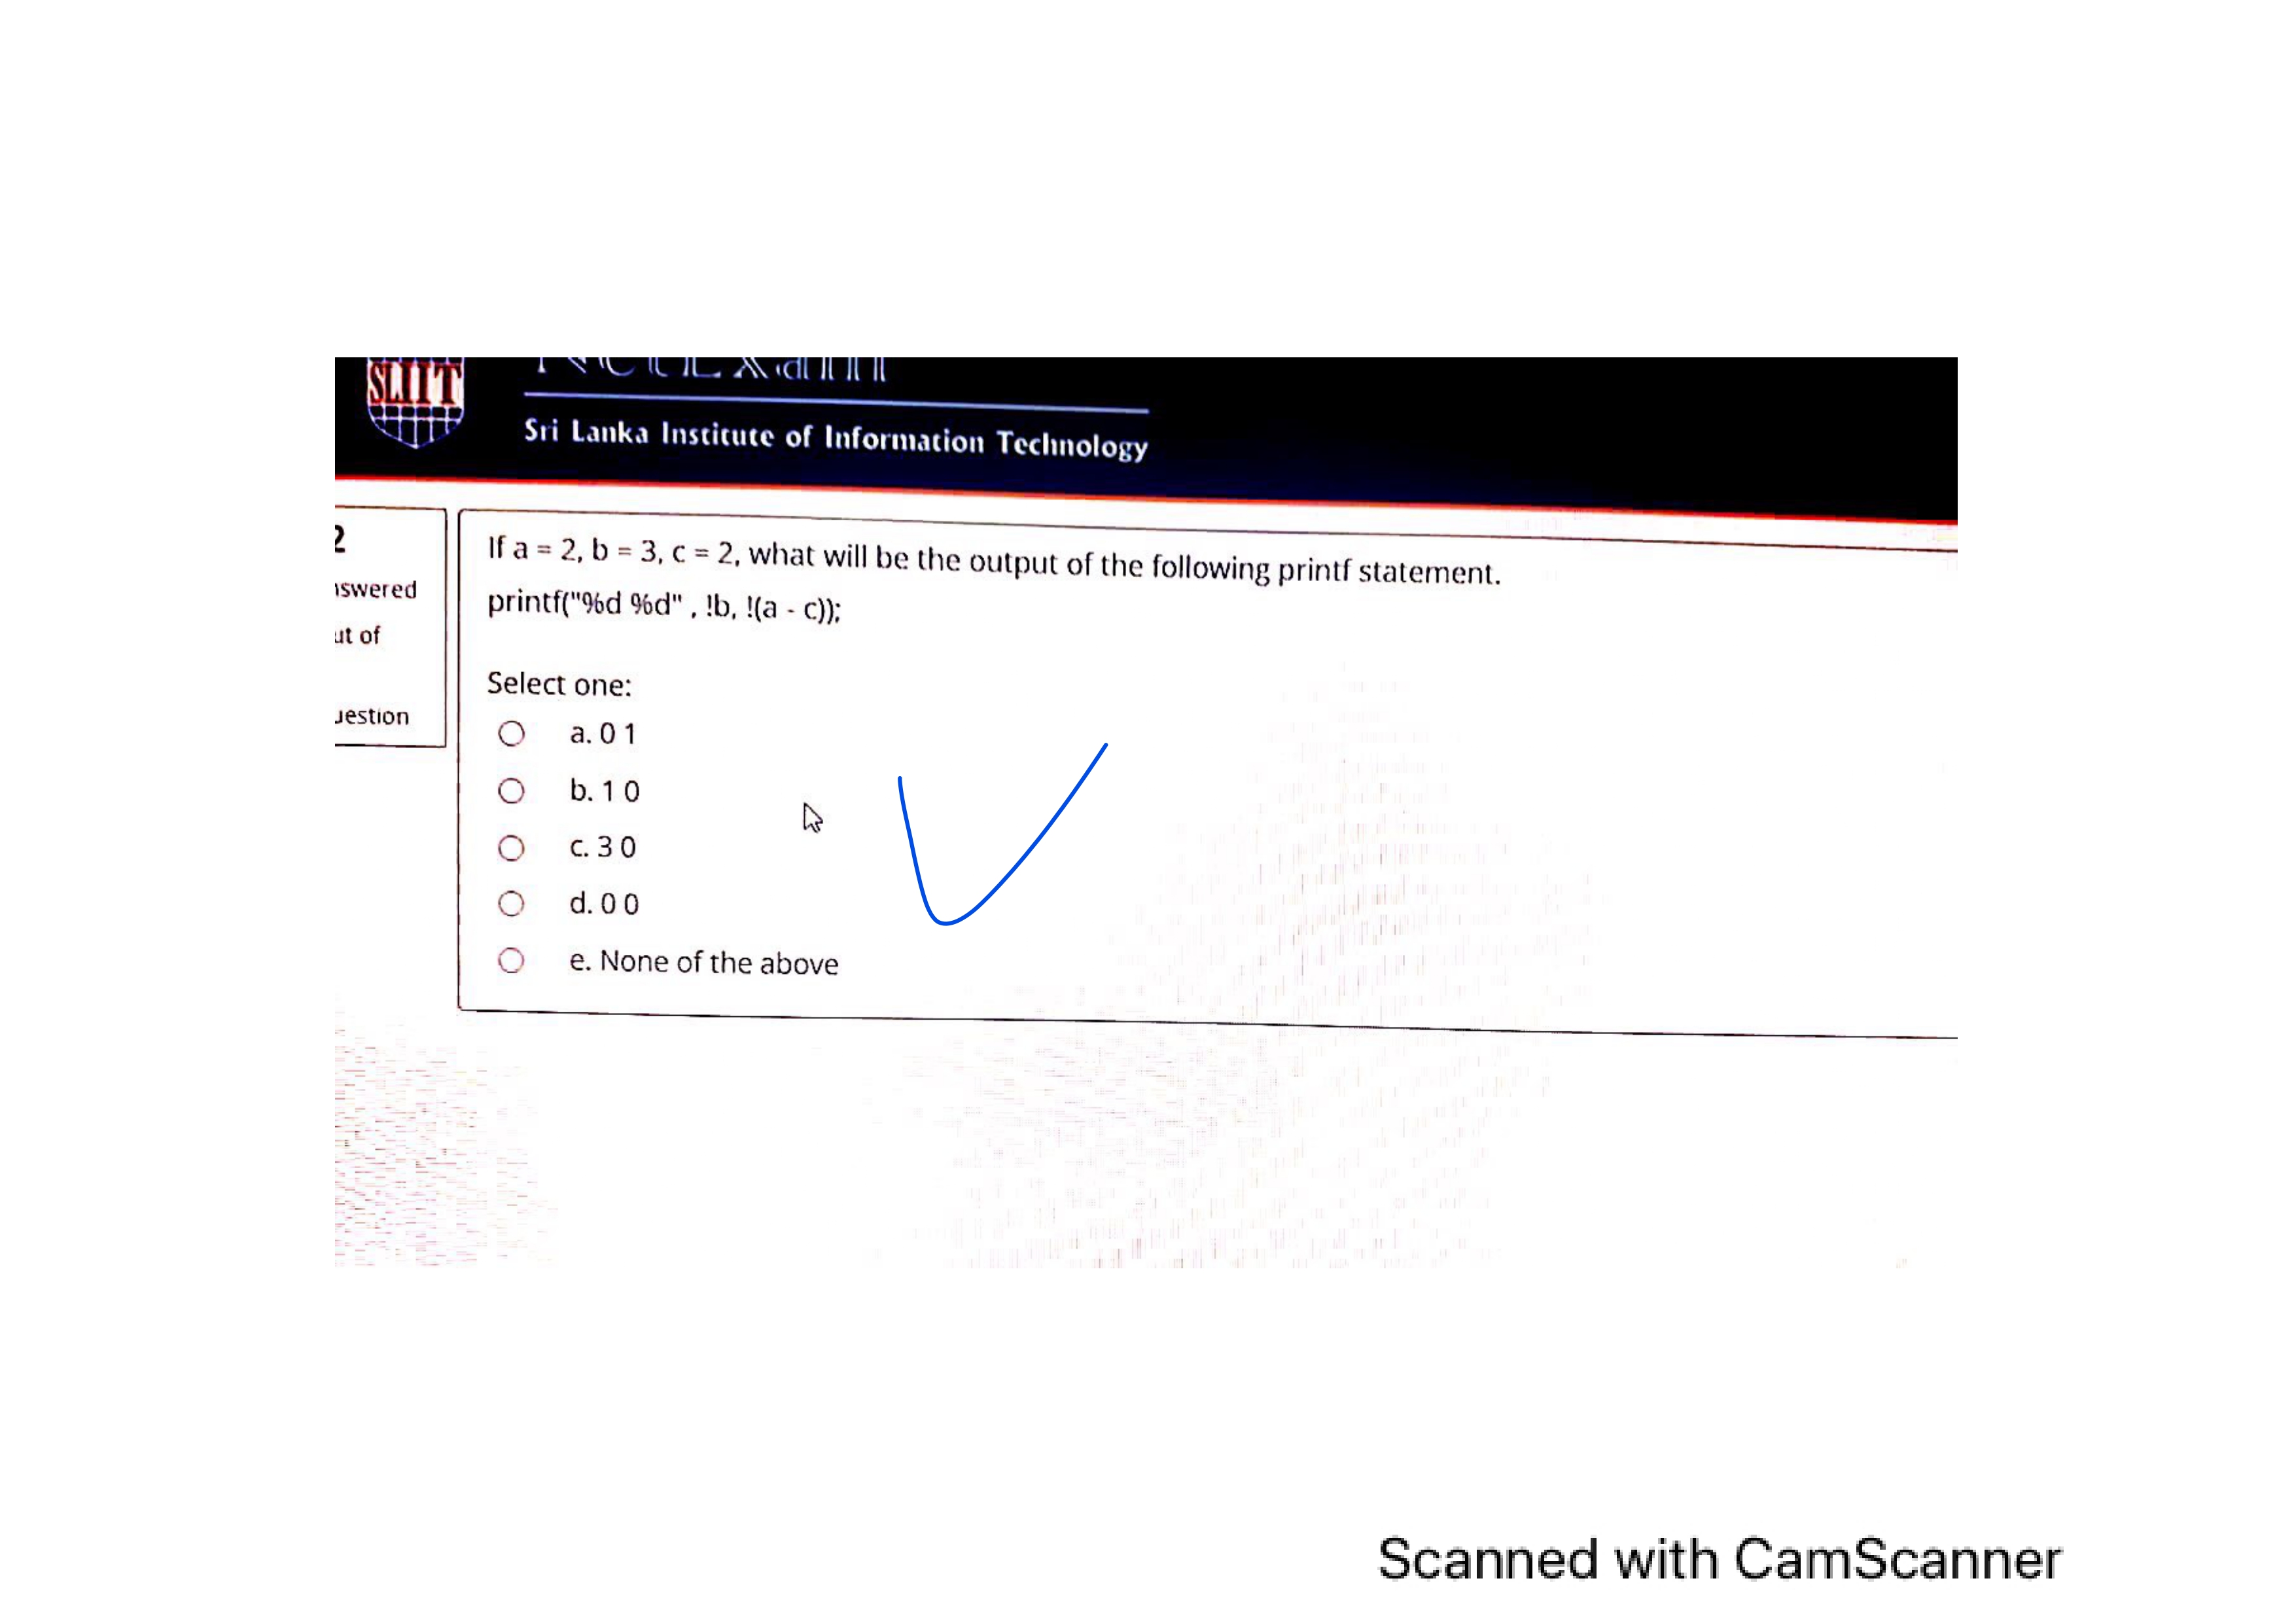 SLIIT
NetExam
Sri Lanka Institute of Information Technology
2
nswered
ut of
uestion
If a = 2, b = 3, c = 2, what will be the output of the following printf statement.
printf("%d %d" , !b, !(a - c));
Select one:
a. 0 1
b. 1 0
c. 3 0
d. 0 0
e. None of the above
Scanned with CamScanner